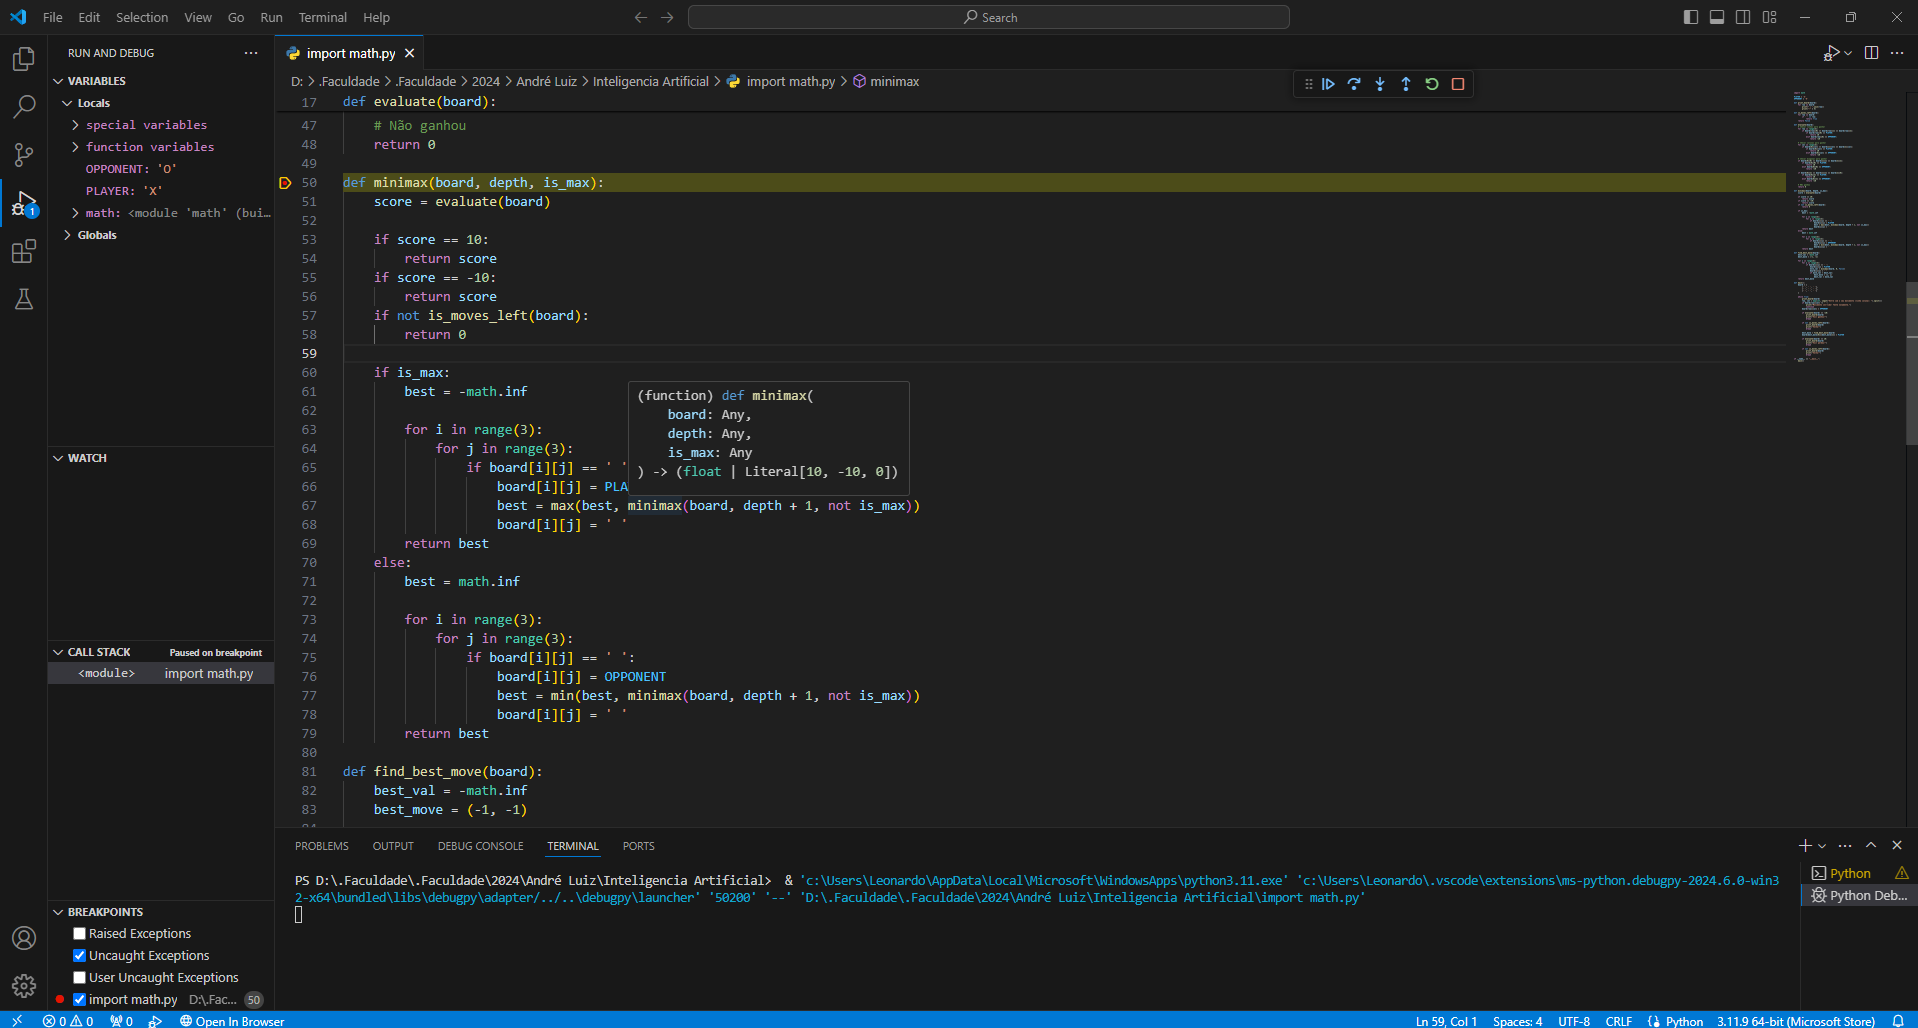 File Edit Selection View Go Run Terminal Help
Search
RUN AND DEBUG
VARIABLES
Locals
special variables
function variables
OPPONENT: 'O'
PLAYER: 'X'
math: <module 'math' (bui…
Globals
WATCH
CALL STACK Paused on breakpoint
<module> import math.py
BREAKPOINTS
Raised Exceptions
Uncaught Exceptions
User Uncaught Exceptions
import math.py D:\.Fac... 50
1
import math.py
D: > .Faculdade > .Faculdade > 2024 > André Luiz > Inteligencia Artificial > import math.py > minimax
17 def evaluate(board):
47 # Não ganhou
48 return 0
49
50 def minimax(board, depth, is_max):
51 score = evaluate(board)
52
53 if score == 10:
54 return score
55 if score == -10:
56 return score
57 if not is_moves_left(board):
58 return 0
59
60 if is_max:
61 best = -math.inf
62
63 for i in range(3):
64 for j in range(3):
65 if board[i][j] == ' '
66 board[i][j] = PLA
67 best = max(best, minimax(board, depth + 1, not is_max))
68 board[i][j] = ' '
69 return best
70 else:
71 best = math.inf
72
73 for i in range(3):
74 for j in range(3):
75 if board[i][j] == ' ':
76 board[i][j] = OPPONENT
77 best = min(best, minimax(board, depth + 1, not is_max))
78 board[i][j] = ' '
79 return best
80
81 def find_best_move(board):
82 best_val = -math.inf
83 best_move = (-1, -1)
(function) def minimax(
board: Any,
depth: Any,
is_max: Any
) -> (float | Literal[10, -10, 0])
PROBLEMS OUTPUT DEBUG CONSOLE TERMINAL PORTS
PS D:\.Faculdade\.Faculdade\2024\André Luiz\Inteligencia Artificial> & 'c:\Users\Leonardo\AppData\Local\Microsoft\WindowsApps\python3.11.exe' 'c:\Users\Leonardo\.vscode\extensions\ms-python.debugpy-2024.6.0-win3
2-x64\bundled\libs\debugpy\adapter/../..\debugpy\launcher' '50200' '--' 'D:\.Faculdade\.Faculdade\2024\André Luiz\Inteligencia Artificial\import math.py'
Python
Python Deb...
0 0 0 Open In Browser
Ln 59, Col 1 Spaces: 4 UTF-8 CRLF Python 3.11.9 64-bit (Microsoft Store)